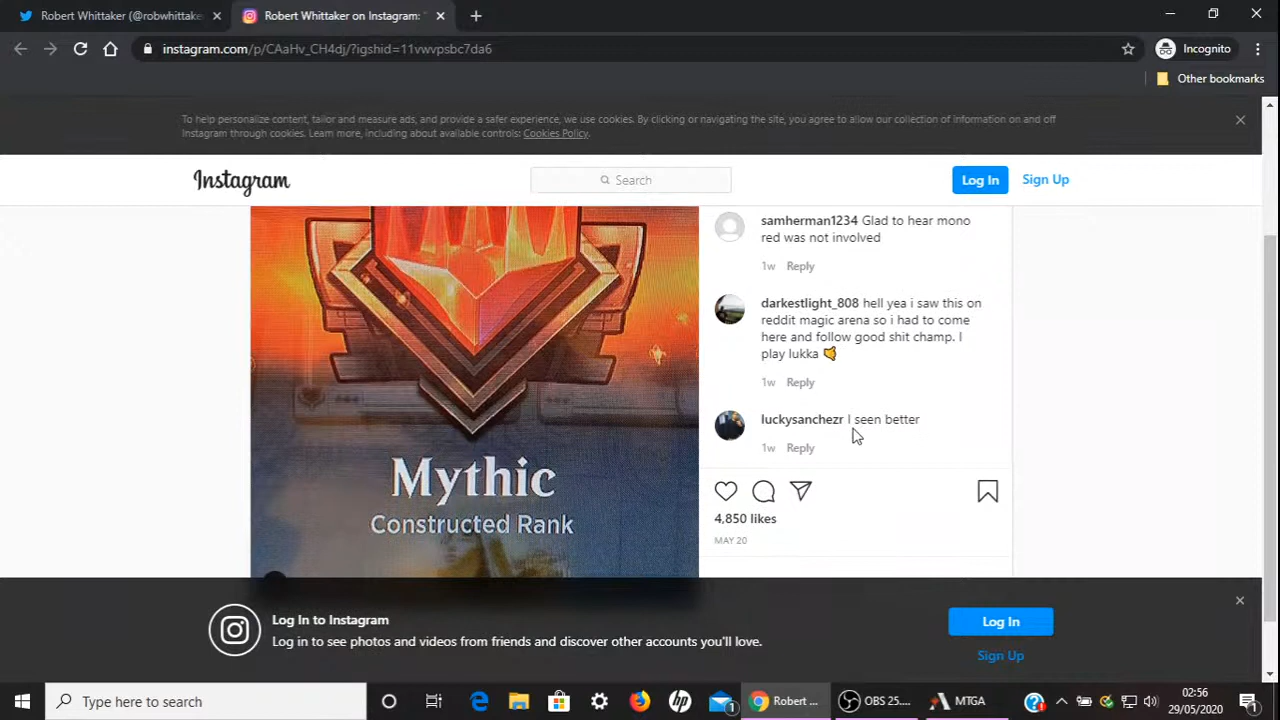 Robert Whittaker (@robwhittake
Robert Whittaker on Instagram: "
instagram.com/p/CAaHv_CH4dj/?igshid=11vwvpsbc7da6
Incognito
Other bookmarks
To help personalize content, tailor and measure ads, and provide a safer experience, we use cookies. By clicking or navigating the site, you agree to allow our collection of information on and off
Instagram through cookies. Learn more, including about available controls: Cookies Policy.
Instagram
Search
Log In
Sign Up
samherman1234 Glad to hear mono
red was not involved
1w Reply
darkestlight_808 hell yea i saw this on
reddit magic arena so i had to come
here and follow good shit champ. I
play lukka 🤙
1w Reply
luckysanchezr I seen better
1w Reply
4,850 likes
MAY 20
Mythic
Constructed Rank
Log In to Instagram
Log in to see photos and videos from friends and discover other accounts you'll love.
Log In
Sign Up
Type here to search
Robert ...
OBS 25....
MTGA
02:56
29/05/2020